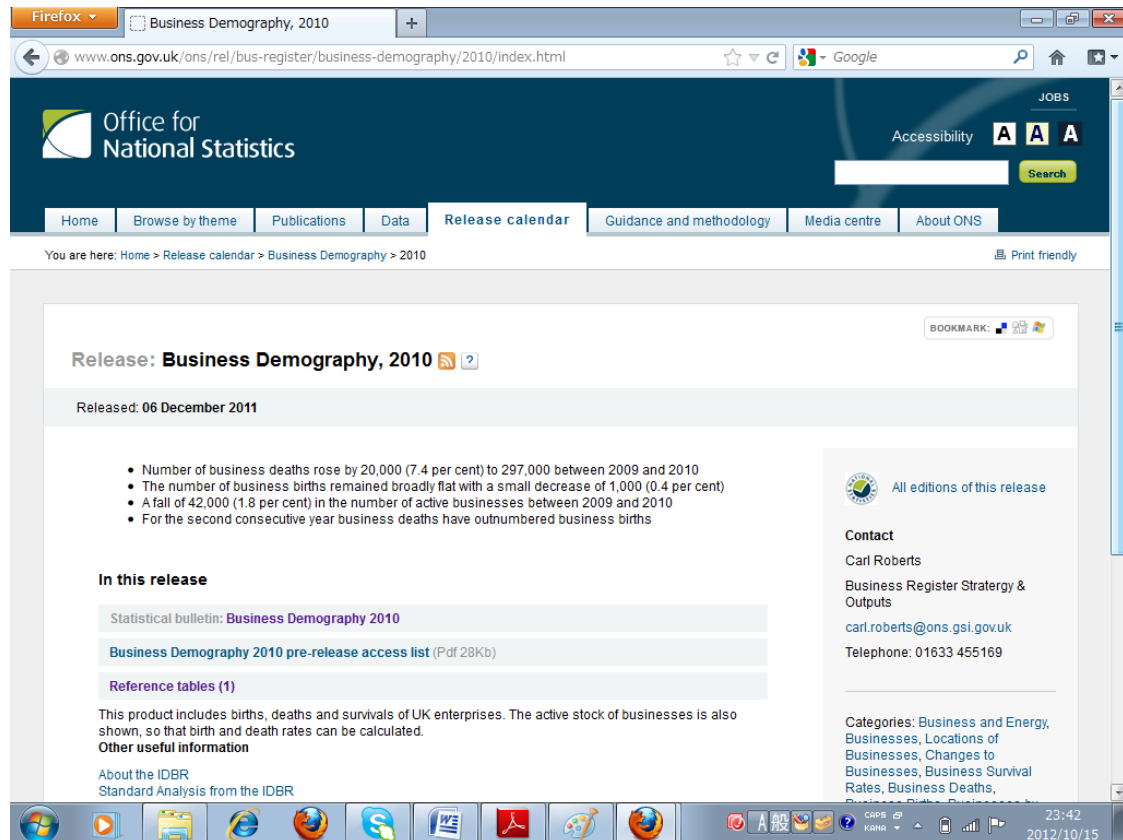 Firefox
Business Demography, 2010
www.ons.gov.uk/ons/rel/bus-register/business-demography/2010/index.html
Google
JOBS
Office for
National Statistics
Accessibility A A A
Search
Home Browse by theme Publications Data Release calendar Guidance and methodology Media centre About ONS
You are here: Home > Release calendar > Business Demography > 2010
Print friendly
BOOKMARK:
Release: Business Demography, 2010 ?
Released: 06 December 2011
• Number of business deaths rose by 20,000 (7.4 per cent) to 297,000 between 2009 and 2010
• The number of business births remained broadly flat with a small decrease of 1,000 (0.4 per cent)
• A fall of 42,000 (1.8 per cent) in the number of active businesses between 2009 and 2010
• For the second consecutive year business deaths have outnumbered business births
In this release
Statistical bulletin: Business Demography 2010
Business Demography 2010 pre-release access list (Pdf 28Kb)
Reference tables (1)
This product includes births, deaths and survivals of UK enterprises. The active stock of businesses is also
shown, so that birth and death rates can be calculated.
Other useful information
About the IDBR
Standard Analysis from the IDBR
All editions of this release
Contact
Carl Roberts
Business Register Stratergy &
Outputs
carl.roberts@ons.gsi.gov.uk
Telephone: 01633 455169
Categories: Business and Energy,
Businesses, Locations of
Businesses, Changes to
Businesses, Business Survival
Rates, Business Deaths,
A 般
CAPS
KANA
23:42
2012/10/15